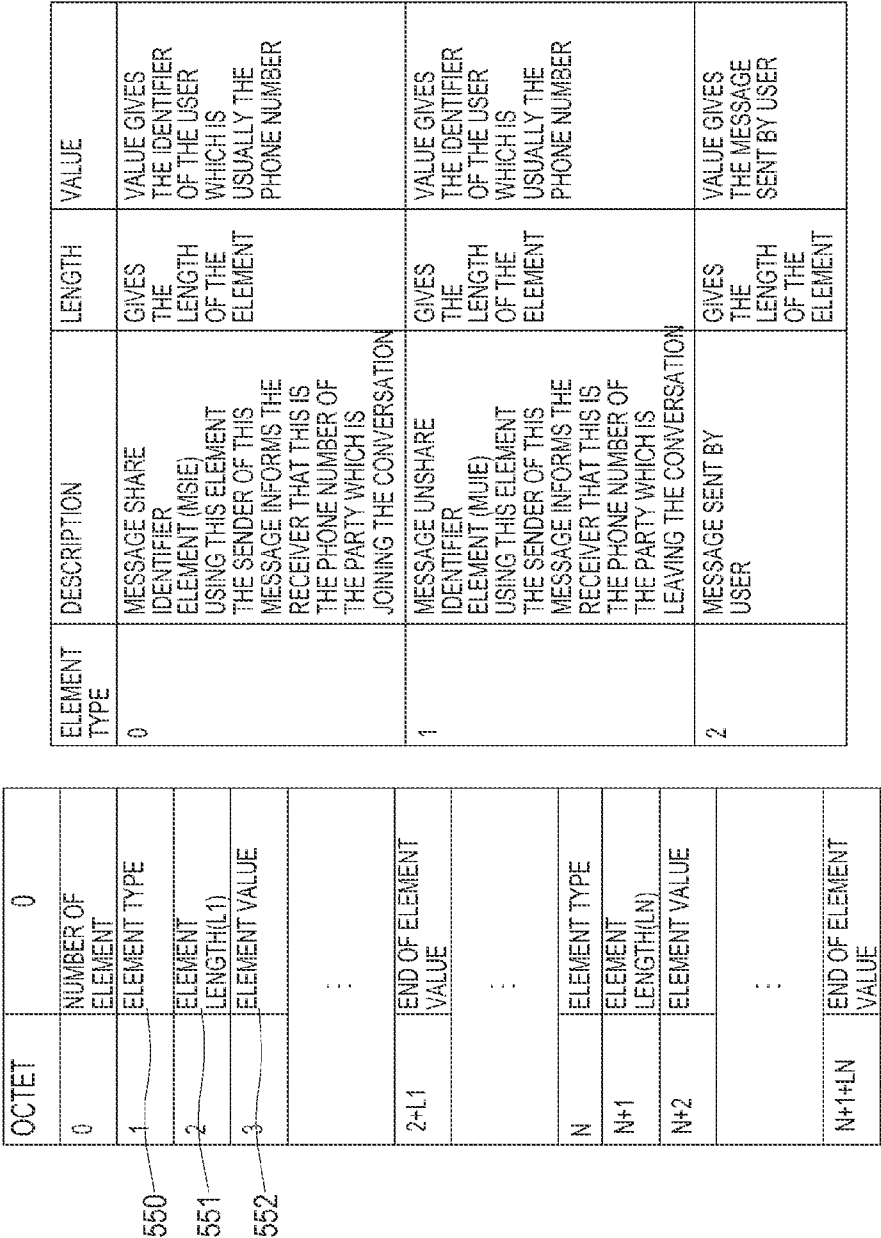 OCTET
0
0
NUMBER OF
ELEMENT
550
1
ELEMENT TYPE
551
2
ELEMENT
LENGTH(L1)
552
3
ELEMENT VALUE
...
2+L1
END OF ELEMENT
VALUE
...
N
ELEMENT TYPE
N+1
ELEMENT
LENGTH(LN)
N+2
ELEMENT VALUE
...
N+1+LN
END OF ELEMENT
VALUE
ELEMENT
TYPE
DESCRIPTION
LENGTH
VALUE
0
MESSAGE SHARE
IDENTIFIER
ELEMENT (MSIE)
USING THIS ELEMENT
THE SENDER OF THIS
MESSAGE INFORMS THE
RECEIVER THAT THIS IS
THE PHONE NUMBER OF
THE PARTY WHICH IS
JOINING THE CONVERSATION
GIVES
THE
LENGTH
OF THE
ELEMENT
VALUE GIVES
THE IDENTIFIER
OF THE USER
WHICH IS
USUALLY THE
PHONE NUMBER
1
MESSAGE UNSHARE
IDENTIFIER
ELEMENT (MUIE)
USING THIS ELEMENT
THE SENDER OF THIS
MESSAGE INFORMS THE
RECEIVER THAT THIS IS
THE PHONE NUMBER OF
THE PARTY WHICH IS
LEAVING THE CONVERSATION
GIVES
THE
LENGTH
OF THE
ELEMENT
VALUE GIVES
THE IDENTIFIER
OF THE USER
WHICH IS
USUALLY THE
PHONE NUMBER
2
MESSAGE SENT BY
USER
GIVES
THE
LENGTH
OF THE
ELEMENT
VALUE GIVES
THE MESSAGE
SENT BY USER